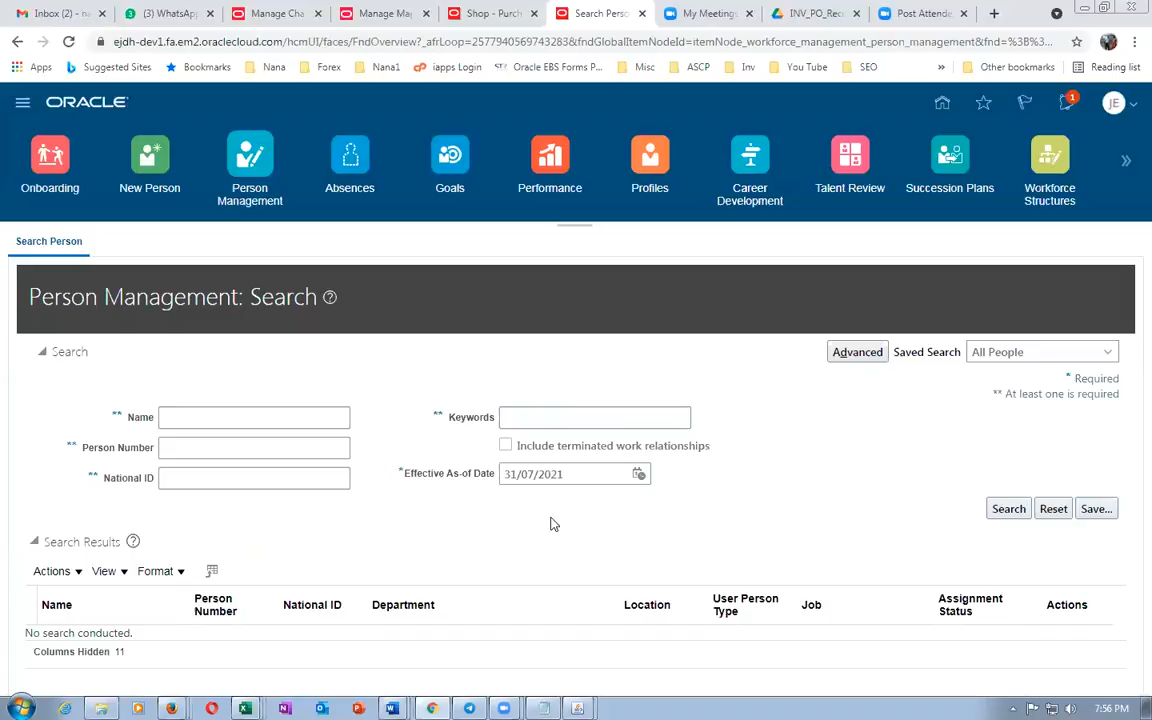 Inbox (2) - n
(3) WhatsApp
Manage Cha
Manage Ma
Shop - Purch
Search Perso
My Meeting
INV_PO_Rec
Post Attende
ejdh-dev1.fa.em2.oraclecloud.com/hcmUI/faces/FndOverview?_afrLoop=2577940569743283&fndGlobalItemNodeId=itemNode_workforce_management_person_management&fnd=%3B%3...
Apps Suggested Sites Bookmarks Nana Forex Nana1 iapps Login Oracle EBS Forms P... Misc ASCP Inv You Tube SEO » Other bookmarks Reading list
ORACLE 1 JE
Onboarding
New Person
Person
Management
Absences
Goals
Performance
Profiles
Career
Development
Talent Review
Succession Plans
Workforce
Structures
Search Person
Person Management: Search
Search
Advanced Saved Search All People
* Required
** At least one is required
** Name
** Keywords
** Person Number
Include terminated work relationships
** National ID
* Effective As-of Date 31/07/2021
Search Reset Save...
Search Results
Actions View Format
Name
Person
Number
National ID
Department
Location
User Person
Type
Job
Assignment
Status
Actions
No search conducted.
Columns Hidden 11
7:56 PM